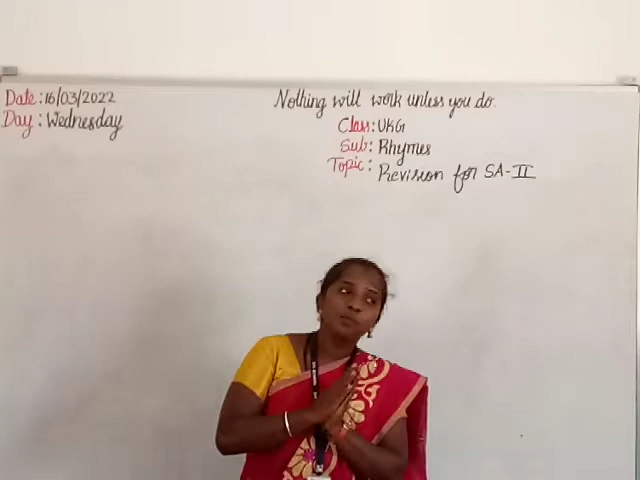 Date:16/03/2022
Day: Wednesday
Nothing will work unless you do.
Class: UKG
Sub: Rhymes
Topic: Revision for SA-II